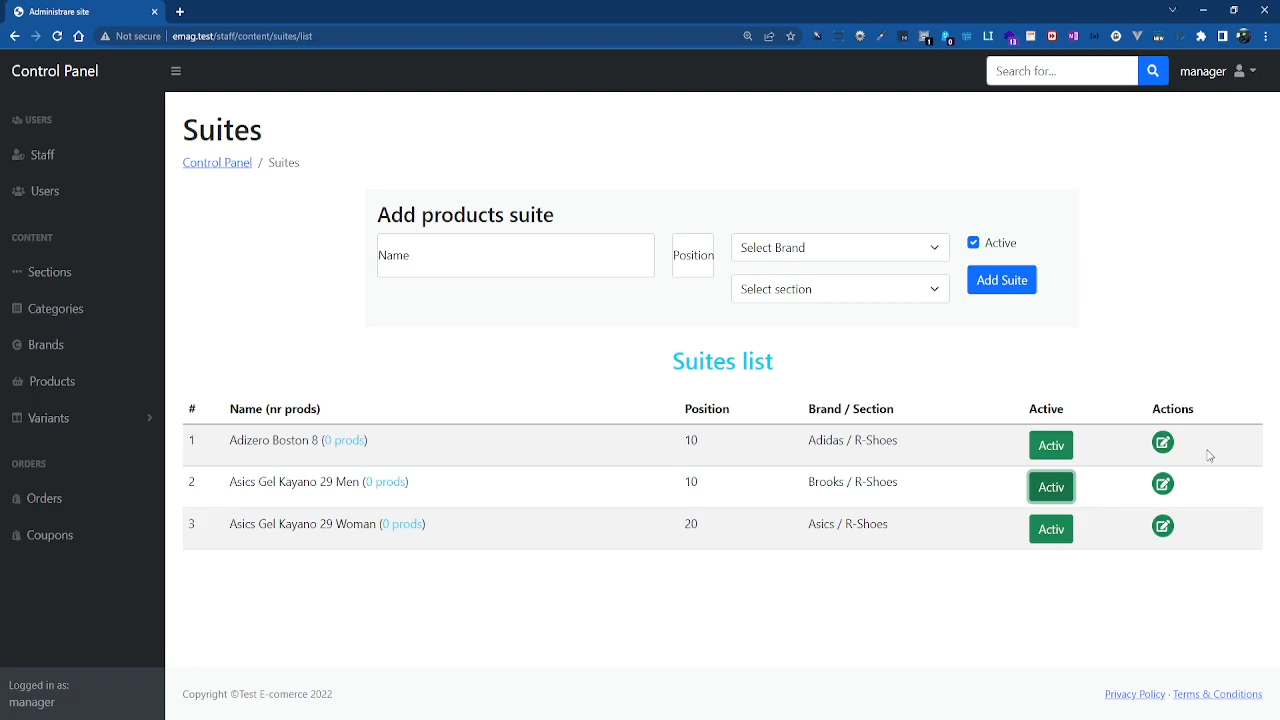 Administrare site
Not secure emag.test/staff/content/suites/list
Control Panel
Search for...
manager
USERS
Staff
Users
CONTENT
Sections
Categories
Brands
Products
Variants
ORDERS
Orders
Coupons
Logged in as:
manager
Suites
Control Panel / Suites
Add products suite
Name
Position
Select Brand
Active
Select section
Add Suite
Suites list
# Name (nr prods) Position Brand / Section Active Actions
1 Adizero Boston 8 (0 prods) 10 Adidas / R-Shoes Activ
2 Asics Gel Kayano 29 Men (0 prods) 10 Brooks / R-Shoes Activ
3 Asics Gel Kayano 29 Woman (0 prods) 20 Asics / R-Shoes Activ
Copyright ©Test E-comerce 2022
Privacy Policy · Terms & Conditions